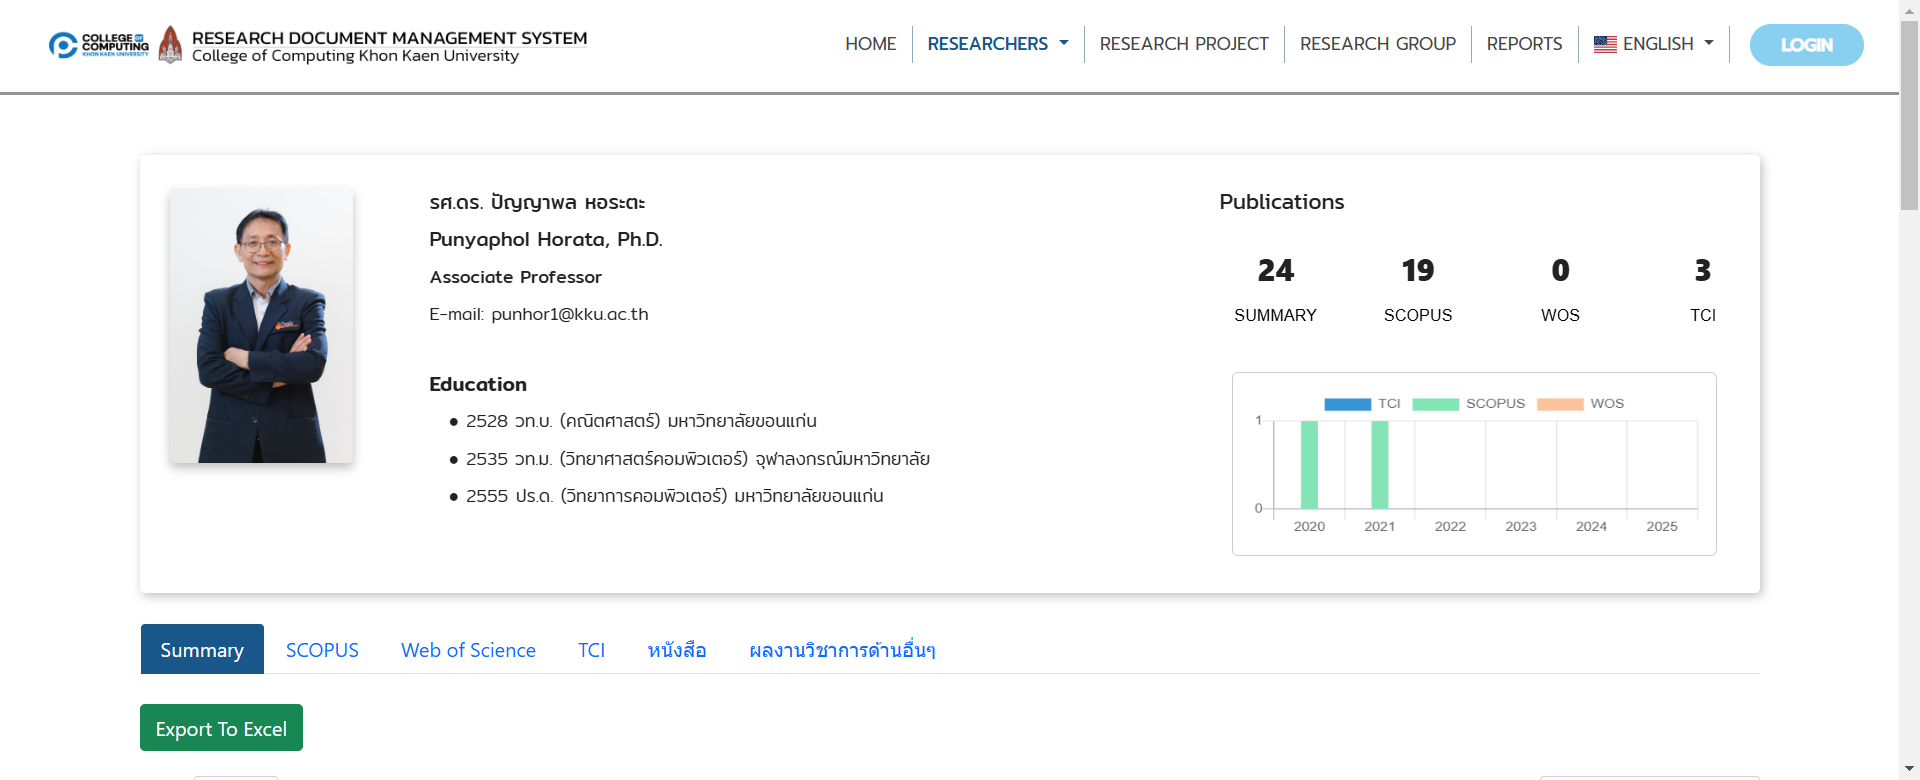 COLLEGE OF
COMPUTING
KHON KAEN UNIVERSITY
RESEARCH DOCUMENT MANAGEMENT SYSTEM
College of Computing Khon Kaen University
HOME
RESEARCHERS
RESEARCH PROJECT
RESEARCH GROUP
REPORTS
ENGLISH
LOGIN
รศ.ดร. ปัญญาพล หอระตะ
Punyaphol Horata, Ph.D.
Associate Professor
E-mail: punhor1@kku.ac.th
Education
2528 วท.บ. (คณิตศาสตร์) มหาวิทยาลัยขอนแก่น
2535 วท.ม. (วิทยาศาสตร์คอมพิวเตอร์) จุฬาลงกรณ์มหาวิทยาลัย
2555 ปร.ด. (วิทยาการคอมพิวเตอร์) มหาวิทยาลัยขอนแก่น
Publications
24 19 0 3
SUMMARY SCOPUS WOS TCI
TCI SCOPUS WOS
1
0
2020 2021 2022 2023 2024 2025
Summary SCOPUS Web of Science TCI หนังสือ ผลงานวิชาการด้านอื่นๆ
Export To Excel